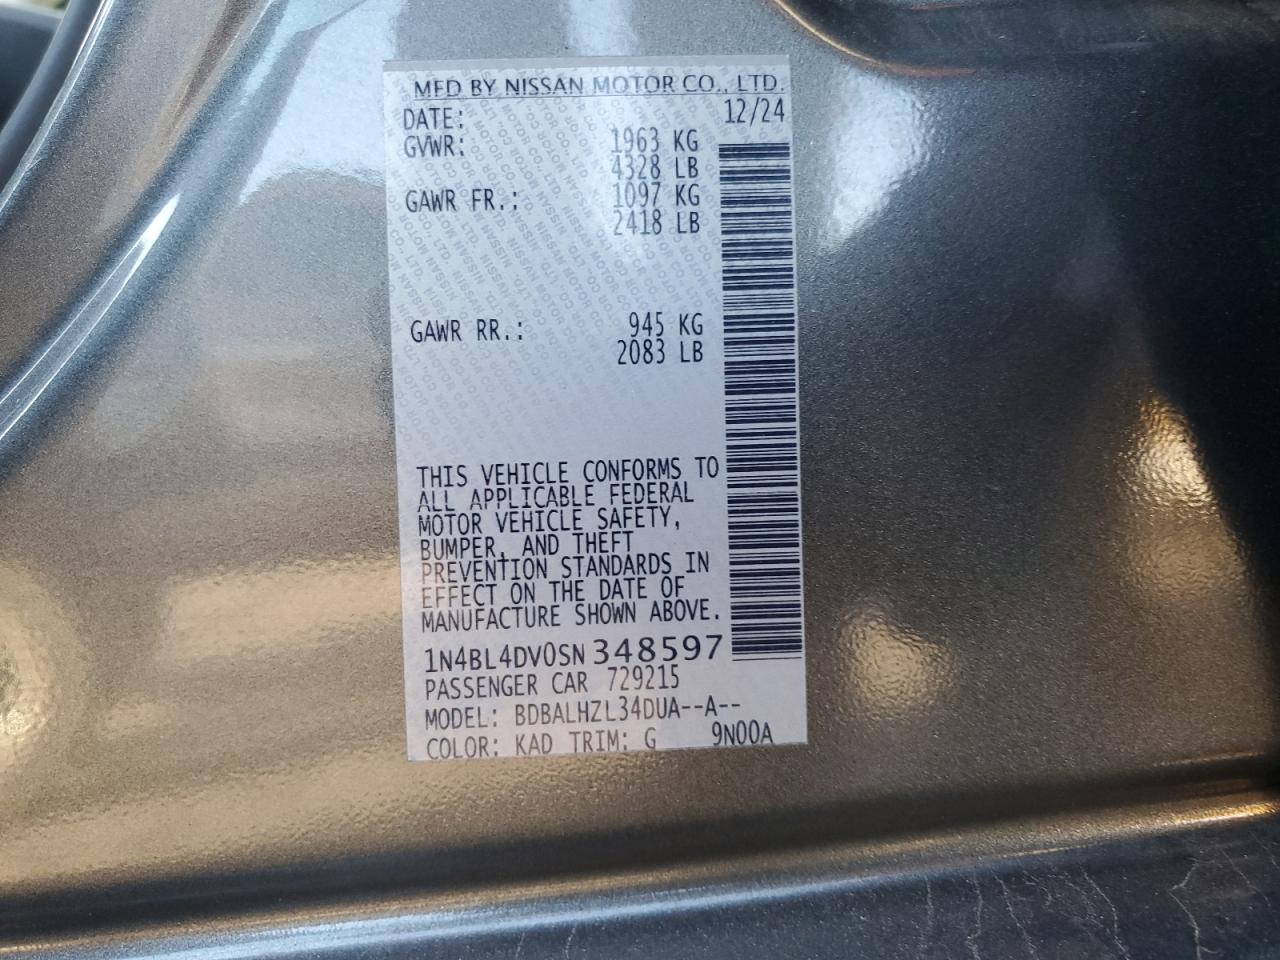 MFD BY NISSAN MOTOR CO., LTD.
DATE: 12/24
GVWR: 1963 KG
4328 LB
GAWR FR.: 1097 KG
2418 LB
GAWR RR.: 945 KG
2083 LB
THIS VEHICLE CONFORMS TO
ALL APPLICABLE FEDERAL
MOTOR VEHICLE SAFETY,
BUMPER, AND THEFT
PREVENTION STANDARDS IN
EFFECT ON THE DATE OF
MANUFACTURE SHOWN ABOVE.
1N4BL4DV0SN348597
PASSENGER CAR 729215
MODEL: BDBALHZL34DUA--A--
COLOR: KAD TRIM: G 9N00A